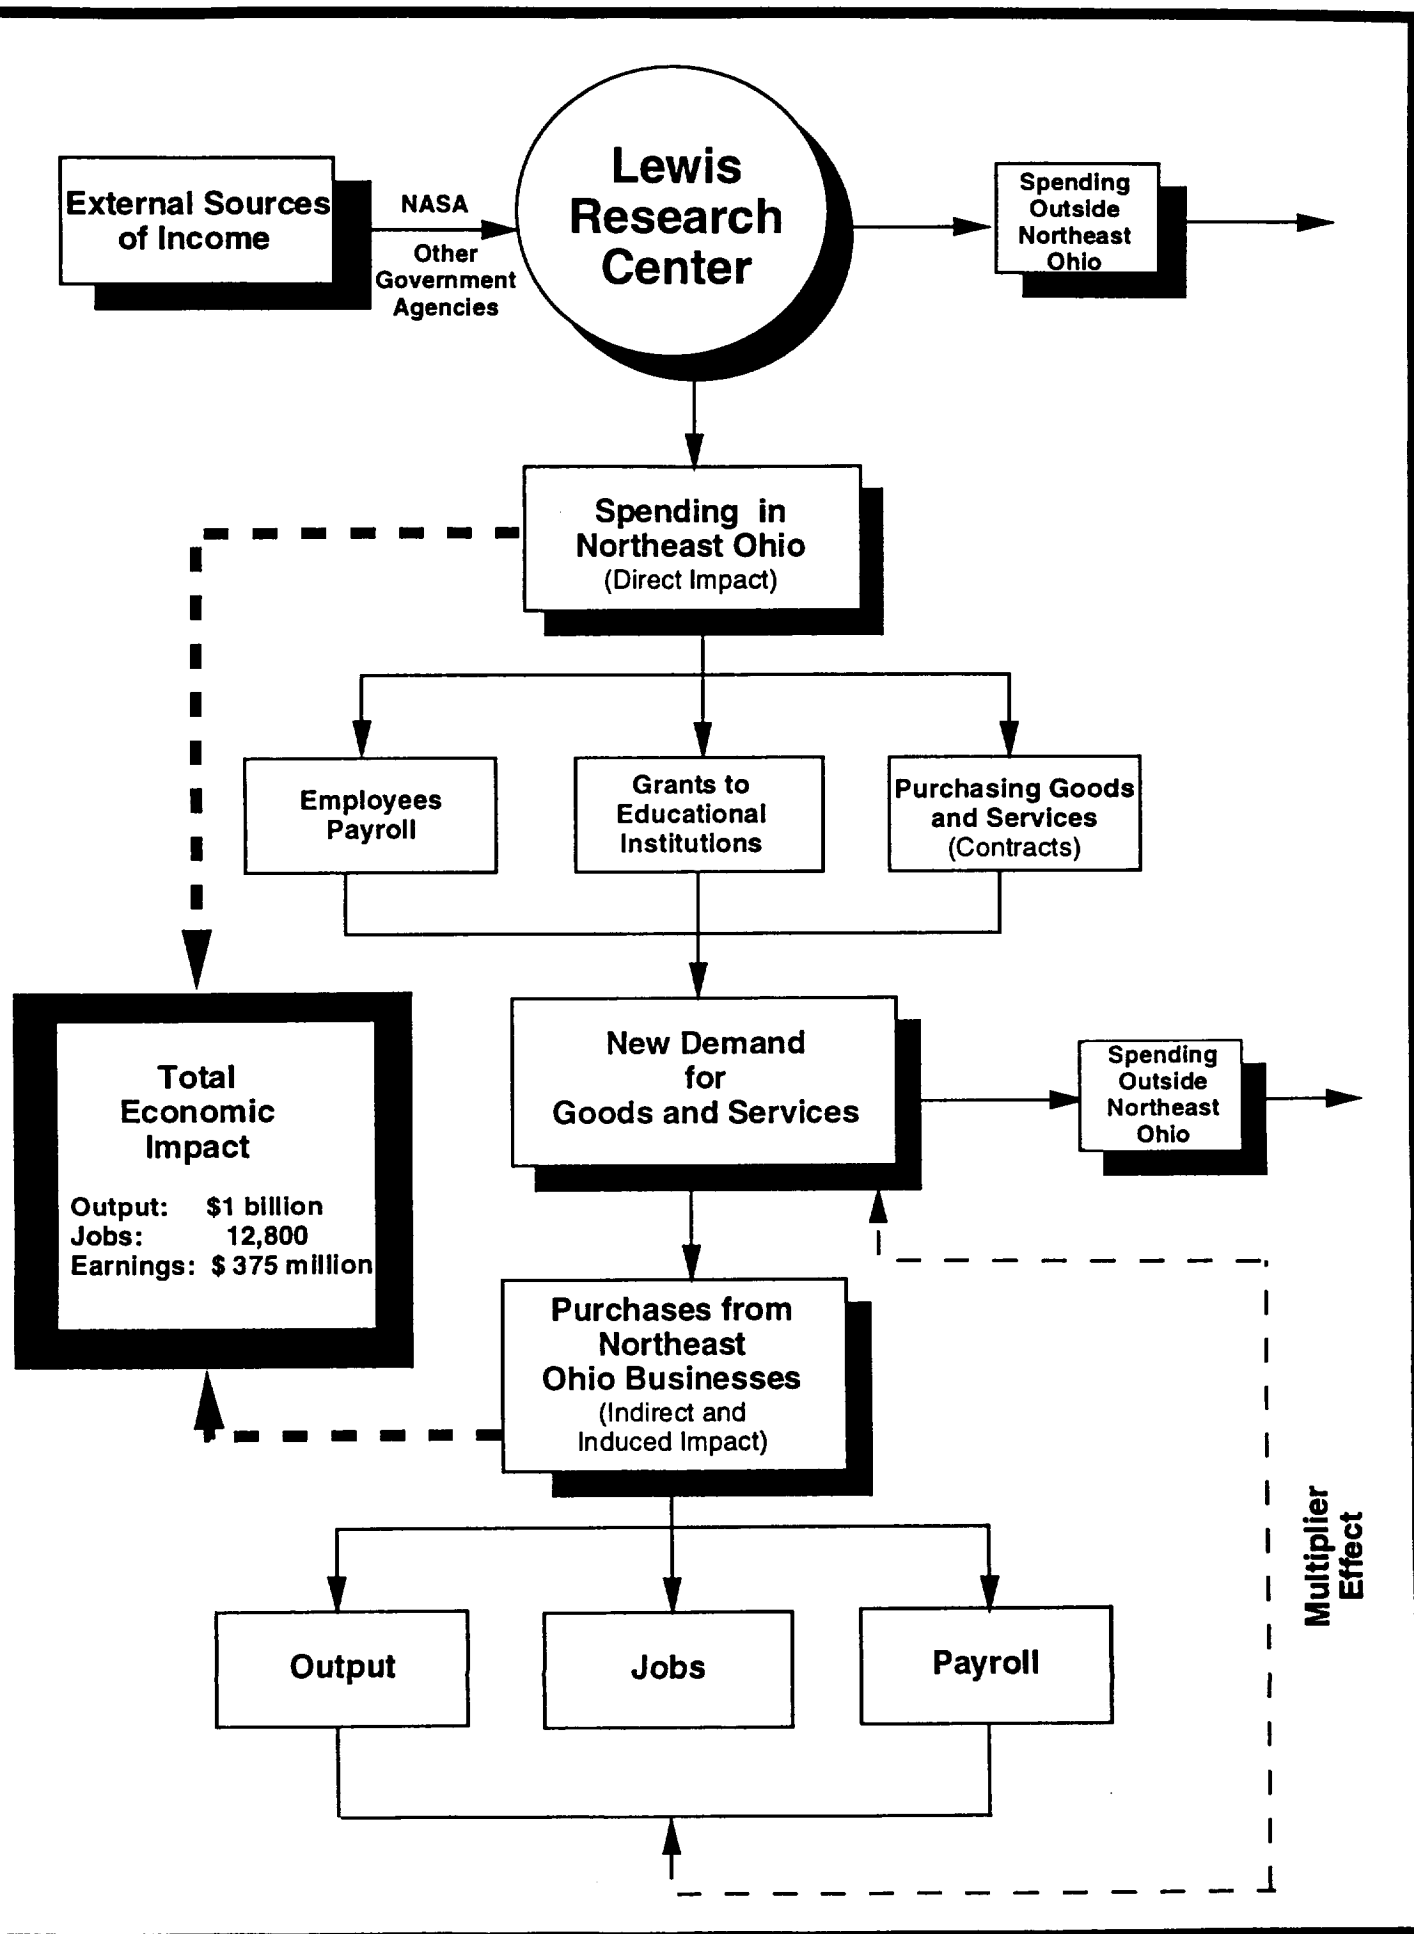 External Sources
of Income
NASA
Other
Government
Agencies
Lewis
Research
Center
Spending
Outside
Northeast
Ohio
Spending in
Northeast Ohio
(Direct Impact)
Employees
Payroll
Grants to
Educational
Institutions
Purchasing Goods
and Services
(Contracts)
Total
Economic
Impact
Output: $1 billion
Jobs: 12,800
Earnings: $ 375 million
New Demand
for
Goods and Services
Spending
Outside
Northeast
Ohio
Purchases from
Northeast
Ohio Businesses
(Indirect and
Induced Impact)
Multiplier
Effect
Output
Jobs
Payroll